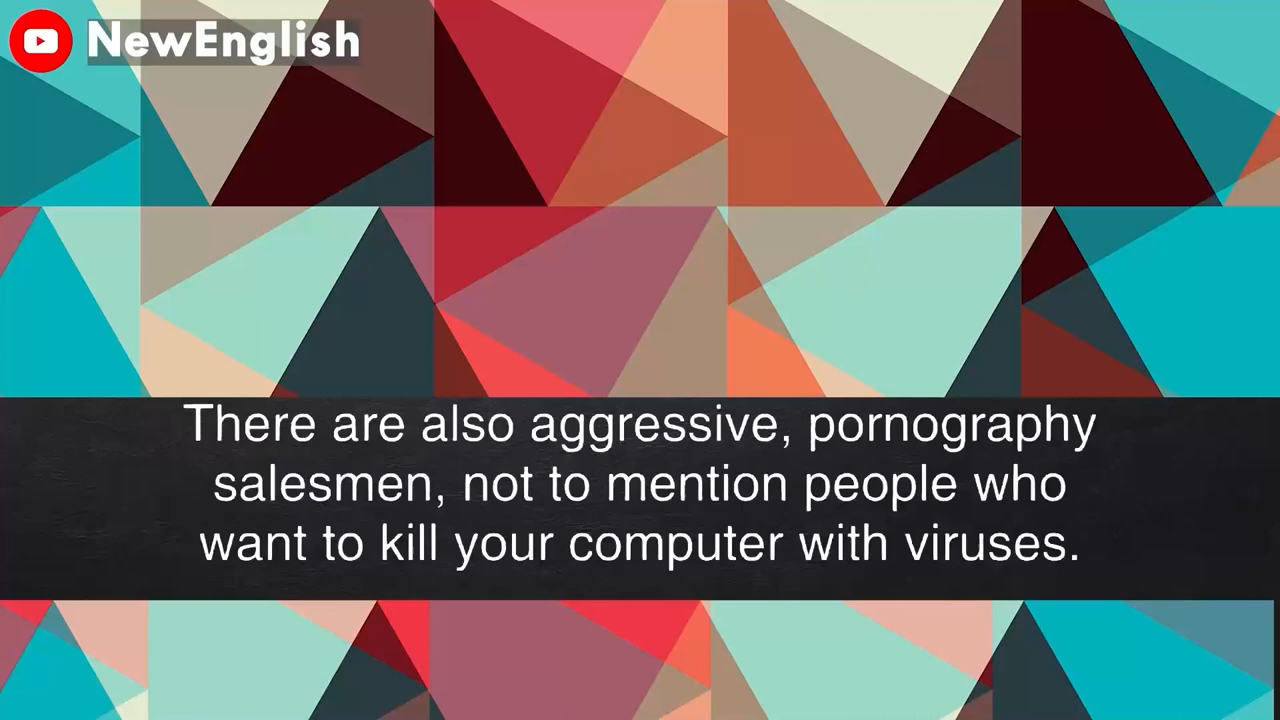 NewEnglish
There are also aggressive, pornography
salesmen, not to mention people who
want to kill your computer with viruses.